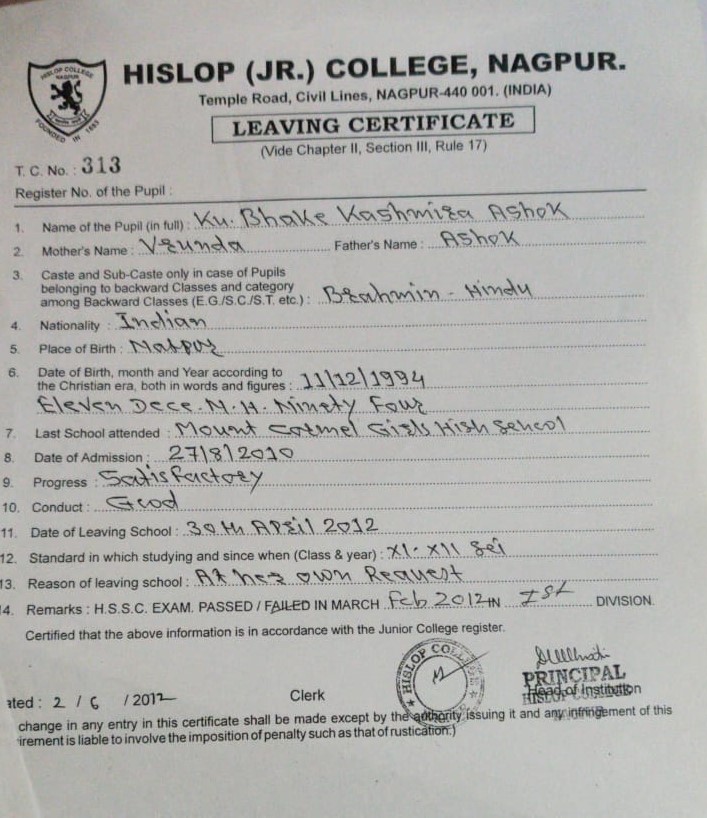 HISLOP COLLEGE
NAGPUR
FOUNDED IN 1883
HISLOP (JR.) COLLEGE, NAGPUR.
Temple Road, Civil Lines, NAGPUR-440 001. (INDIA)
LEAVING CERTIFICATE
(Vide Chapter II, Section III, Rule 17)
T. C. No. : 313
Register No. of the Pupil :
1. Name of the Pupil (in full) : Ku. Bhake Kashmira Ashok
2. Mother's Name : Vrunda Father's Name : Ashok
3. Caste and Sub-Caste only in case of Pupils
belonging to backward Classes and category
among Backward Classes (E.G./S.C./S.T. etc.) : Brahmin - Hindu
4. Nationality : Indian
5. Place of Birth : Natpur
6. Date of Birth, month and Year according to
the Christian era, both in words and figures : 11/12/1994
Eleven Dece. N. H. Ninety Four
7. Last School attended : Mount Carmel Girls High School
8. Date of Admission : 27/8/2010
9. Progress : Satisfactory
10. Conduct : Good
11. Date of Leaving School : 30th April 2012
12. Standard in which studying and since when (Class & year) : XI - XII Sci
13. Reason of leaving school : At her own Request
4. Remarks : H.S.S.C. EXAM. PASSED / FAILED IN MARCH Feb 2012 IN Ist DIVISION.
Certified that the above information is in accordance with the Junior College register.
HISLOP COLLEGE
PRINCIPAL
Head of Institution
ated : 2 / 6 / 2012 Clerk
change in any entry in this certificate shall be made except by the authority issuing it and any infringement of this
irement is liable to involve the imposition of penalty such as that of rustication.)